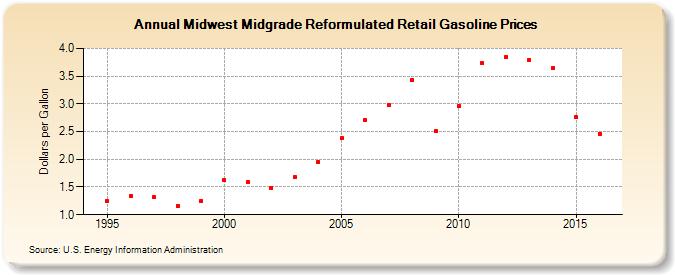 Annual Midwest Midgrade Reformulated Retail Gasoline Prices
Dollars per Gallon
4.0
3.5
3.0
2.5
2.0
1.5
1.0
1995 2000 2005 2010 2015
Source: U.S. Energy Information Administration